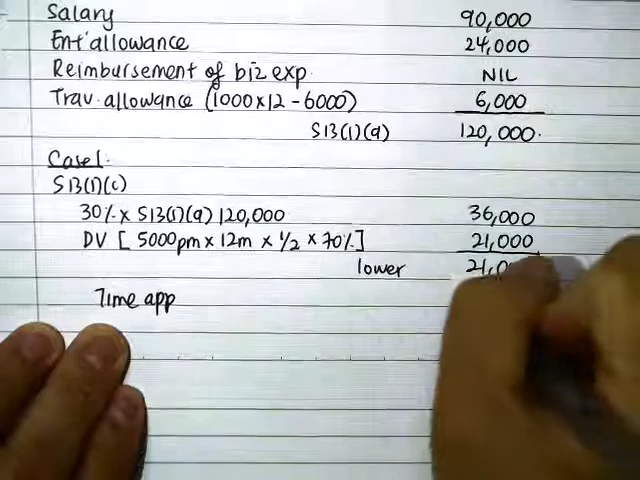 Salary 90,000
Ent' allowance 24,000
Reimbursement of biz exp. NIL
Trav. allowance (1000x12 - 6000) 6,000
S13(1)(a) 120,000.
Case 1.
S13(1)(c)
30% x S13(1)(a) 120,000 36,000
DV [ 5000pm x 12m x 1/2 x 70% ] 21,000
lower
Time app